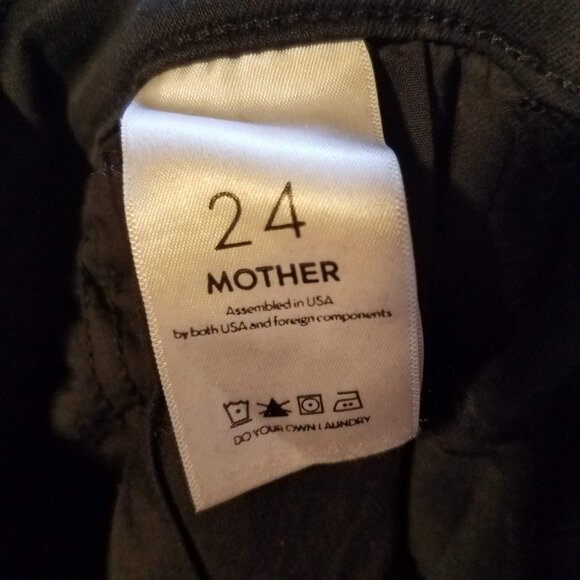 24
MOTHER
Assembled in USA
by both USA and foreign components
DO YOUR OWN LAUNDRY